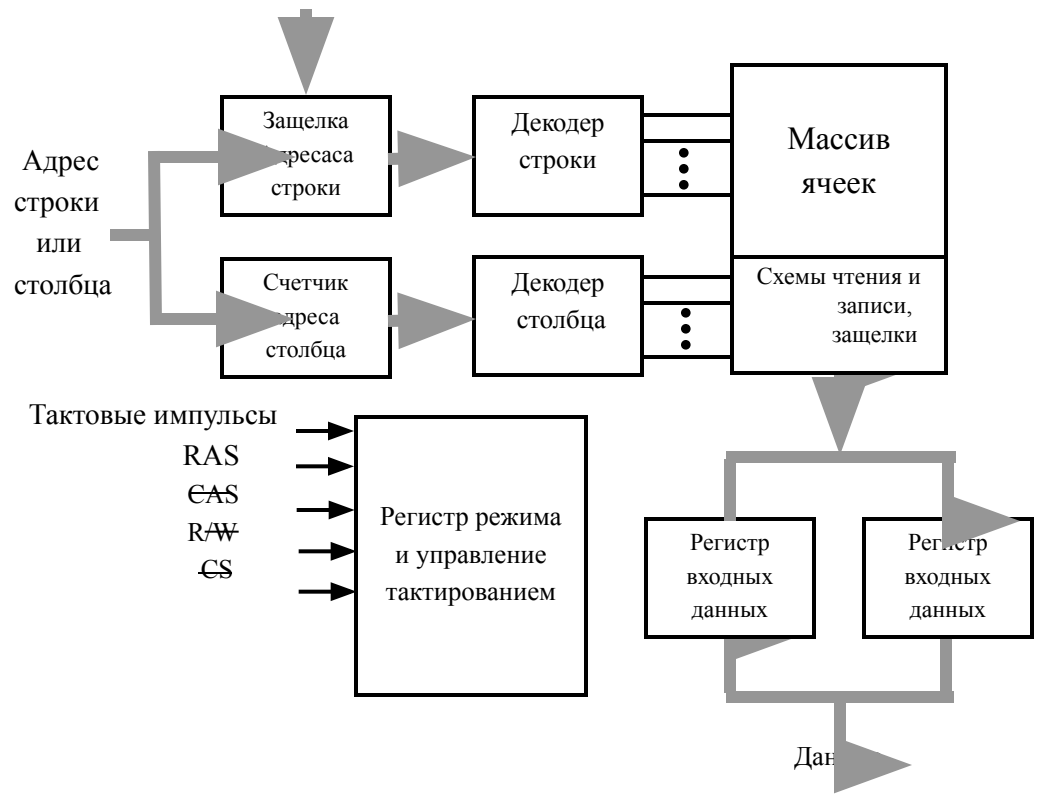 Защелка
строки
Декодер
строки
Массив
ячеек
Адрес
строки
или
столбца
Счетчик
столбца
Декодер
столбца
Схемы чтения и
записи,
защелки
Тактовые импульсы
RAS
CAS
R/W
CS
Регистр режима
и управление
тактированием
Регистр
входных
данных
Регистр
входных
данных